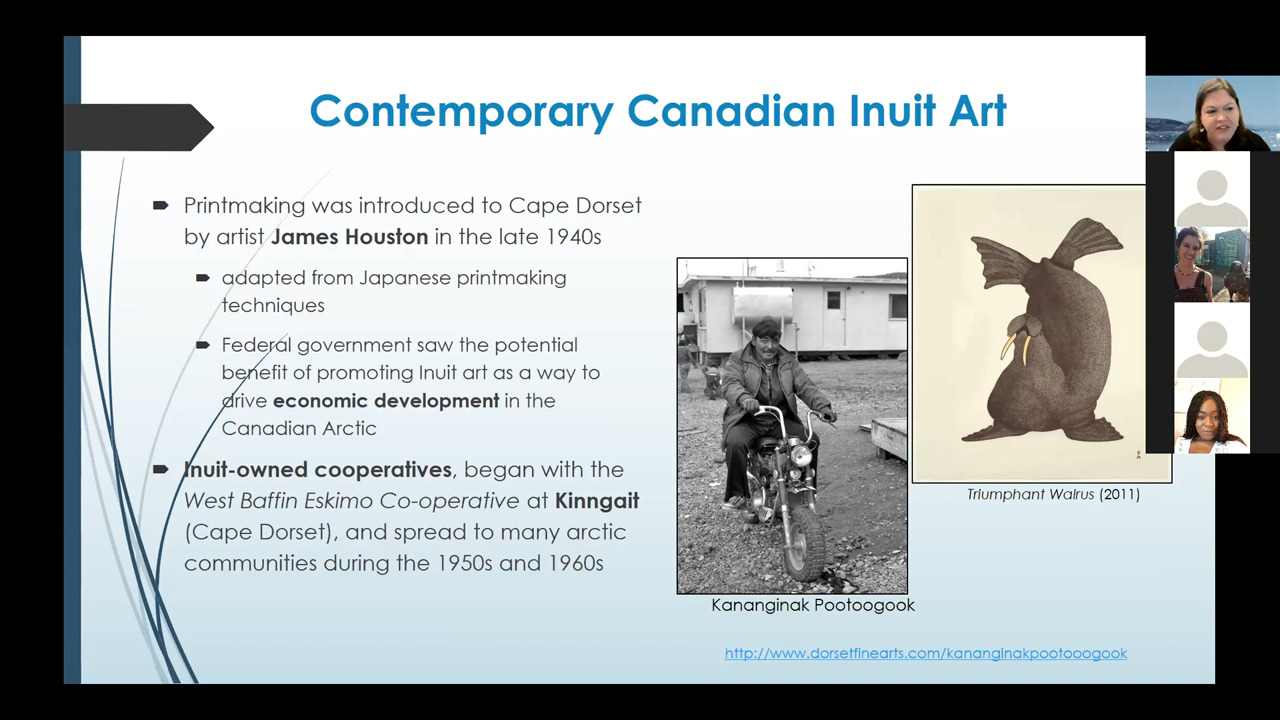 Contemporary Canadian Inuit Art
Printmaking was introduced to Cape Dorset
by artist James Houston in the late 1940s
adapted from Japanese printmaking
techniques
Federal government saw the potential
benefit of promoting Inuit art as a way to
drive economic development in the
Canadian Arctic
Inuit-owned cooperatives, began with the
West Baffin Eskimo Co-operative at Kinngait
(Cape Dorset), and spread to many arctic
communities during the 1950s and 1960s
Triumphant Walrus (2011)
Kananginak Pootoogook
http://www.dorsetfinearts.com/kananginakpootooogook